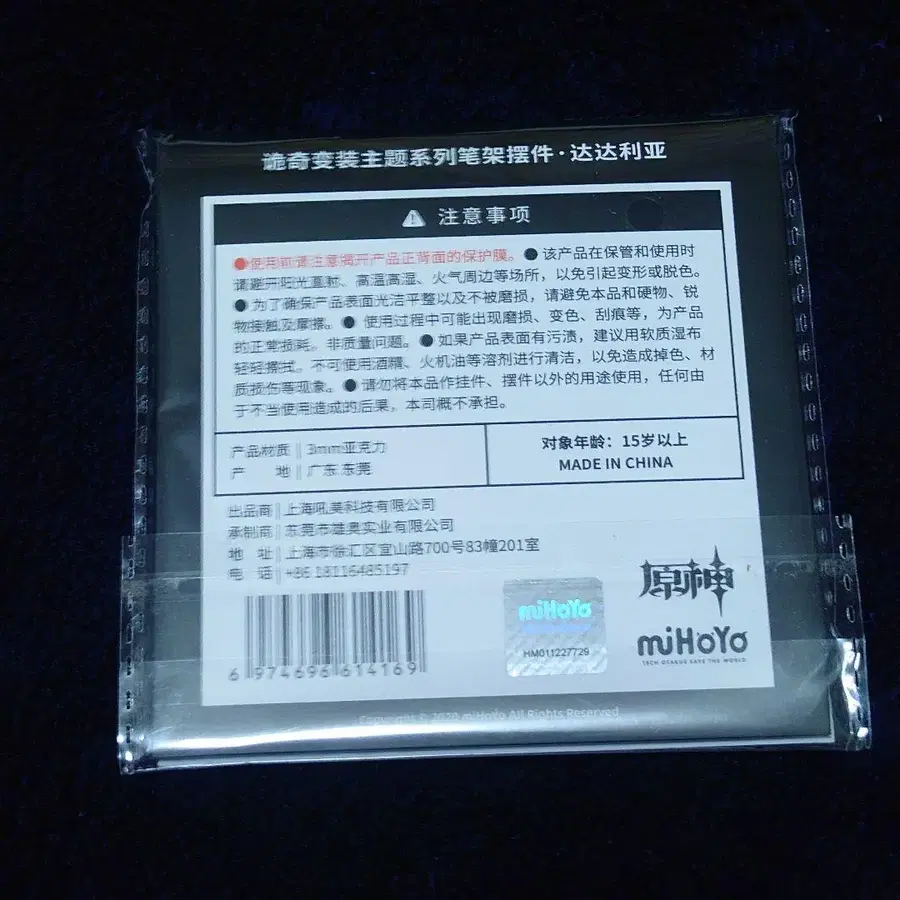 诡奇变装主题系列笔架摆件·达达利亚
注意事项
●使用前请注意揭开产品正背面的保护膜。●该产品在保管和使用时
请避开阳光直射、高温高湿、火气周边等场所，以免引起变形或脱色。
●为了确保产品表面光洁平整以及不被磨损，请避免本品和硬物、锐
物接触及摩擦。●使用过程中可能出现磨损、变色、刮痕等，为产品
的正常损耗。非质量问题。●如果产品表面有污渍，建议用软质湿布
轻轻擦拭。不可使用酒精、火机油等溶剂进行清洁，以免造成掉色、材
质损伤等现象。●请勿将本品作挂件、摆件以外的用途使用，任何由
于不当使用造成的后果，本司概不承担。
产品材质 | 3mm亚克力
产 地 | 广东 东莞
对象年龄：15岁以上
MADE IN CHINA
出品商 | 上海吼美科技有限公司
承制商 | 东莞市雄奥实业有限公司
地 址 | 上海市徐汇区宜山路700号83幢201室
电 话 | +86 18116485197
6 974696 614169
miHoYo
HM011227729
原神
miHoYo
TECH OTAKUS SAVE THE WORLD
Copyright © 2020 miHoYo All Rights Reserved